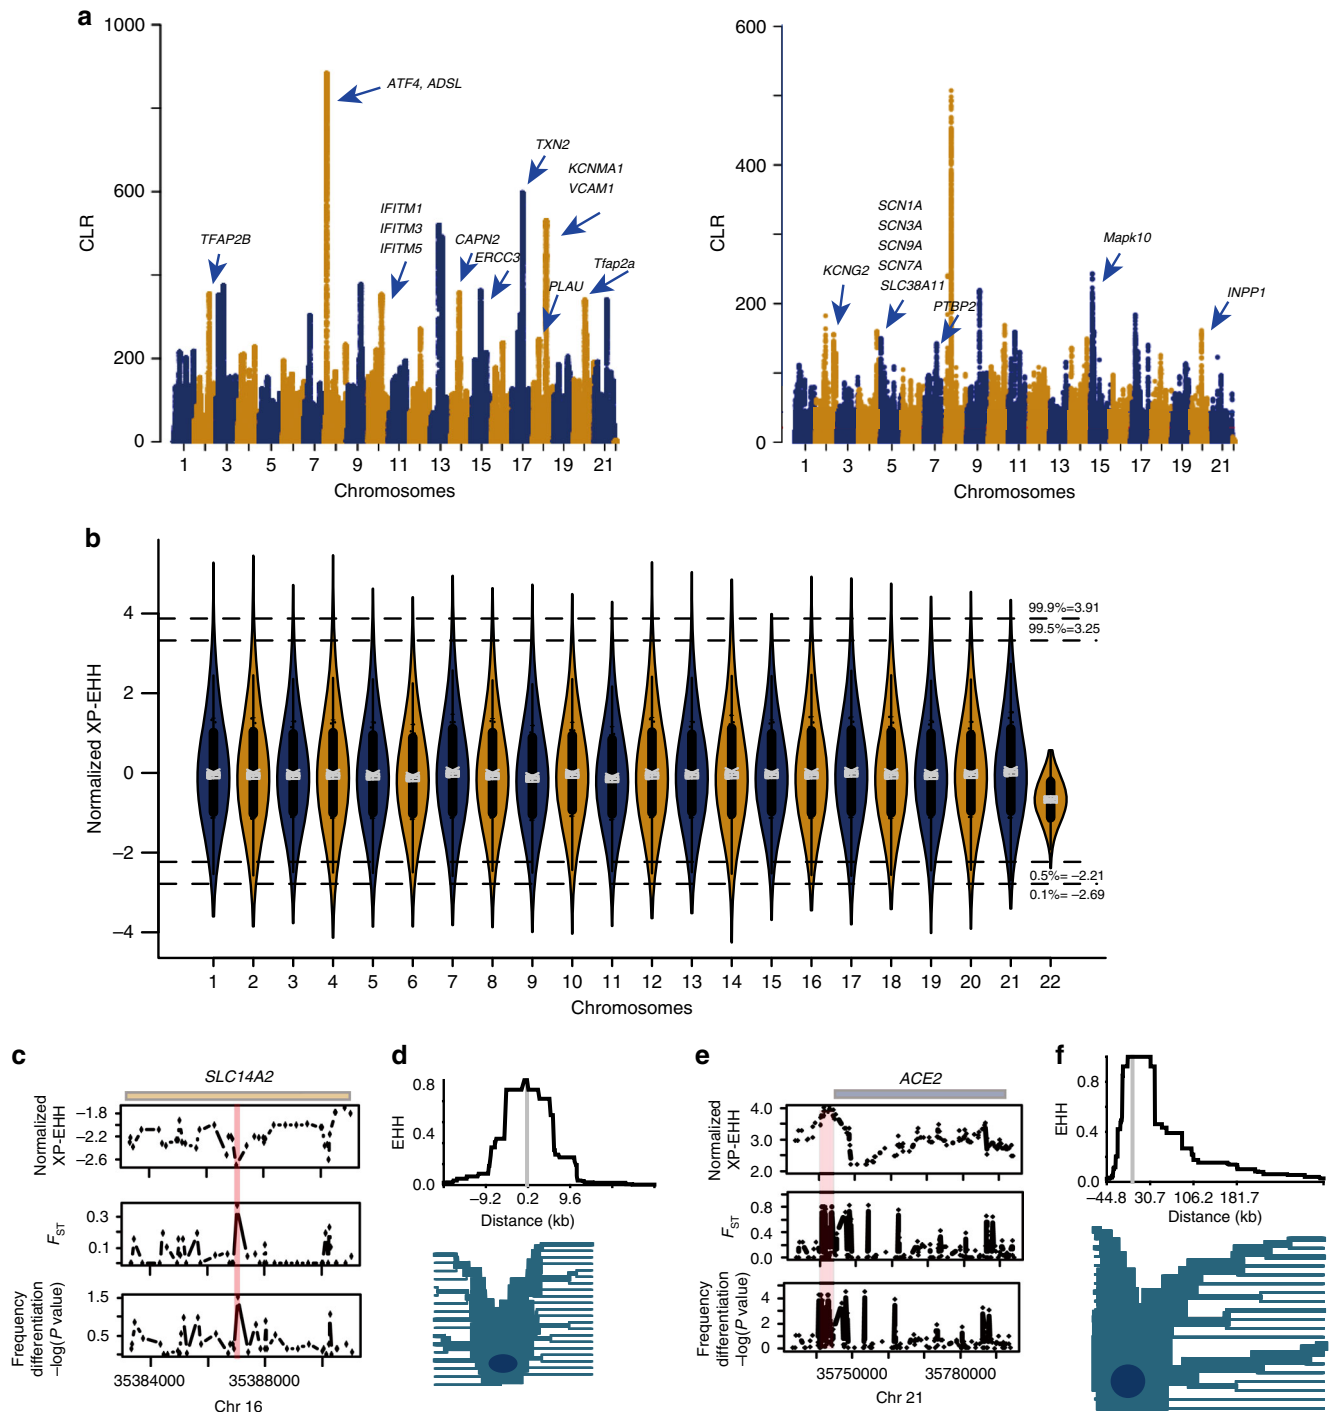 a
1000
600
200
0
CLR
ATF4, ADSL
TXN2
KCNMA1
VCAM1
IFITM1
IFITM3
IFITM5
TFAP2B
CAPN2
ERCC3
Tfap2a
PLAU
1 3 5 7 9 11 13 15 17 19 21
Chromosomes
600
400
200
0
CLR
SCN1A
SCN3A
SCN9A
SCN7A
SLC38A11
KCNG2
PTBP2
Mapk10
INPP1
1 3 5 7 9 11 13 15 17 19 21
Chromosomes
b
4
2
0
–2
–4
Normalized XP-EHH
99.9%=3.91
99.5%=3.25
0.5%= –2.21
0.1%= –2.69
1 2 3 4 5 6 7 8 9 10 11 12 13 14 15 16 17 18 19 20 21 22
Chromosomes
c
SLC14A2
Normalized
XP-EHH
–1.8
–2.2
–2.6
FST
0.3
0.1
Frequency
differentiation
–log(P value)
1.5
0.5
35384000 35388000
Chr 16
d
EHH
0.8
0.4
0.0
–9.2 0.2 9.6
Distance (kb)
e
ACE2
Normalized
XP-EHH
4.0
3.0
2.0
FST
0.8
0.4
0.0
Frequency
differentiation
–log(P value)
4
2
0
35750000 35780000
Chr 21
f
EHH
0.8
0.4
0.0
–44.8 30.7 106.2 181.7
Distance (kb)